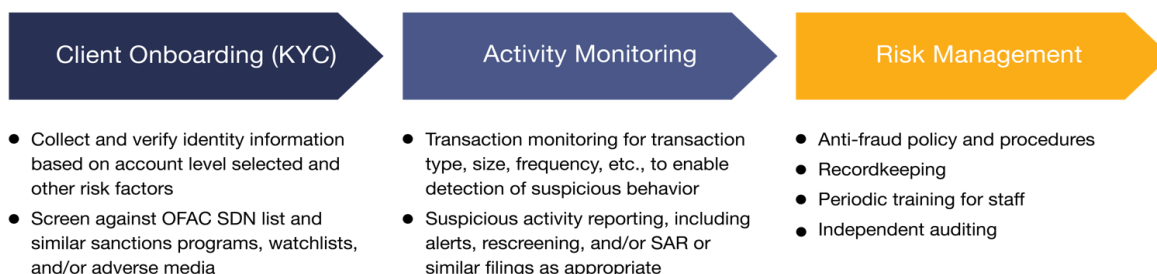 Client Onboarding (KYC)
● Collect and verify identity information
based on account level selected and
other risk factors
● Screen against OFAC SDN list and
similar sanctions programs, watchlists,
and/or adverse media
Activity Monitoring
● Transaction monitoring for transaction
type, size, frequency, etc., to enable
detection of suspicious behavior
● Suspicious activity reporting, including
alerts, rescreening, and/or SAR or
similar filings as appropriate
Risk Management
● Anti-fraud policy and procedures
● Recordkeeping
● Periodic training for staff
● Independent auditing